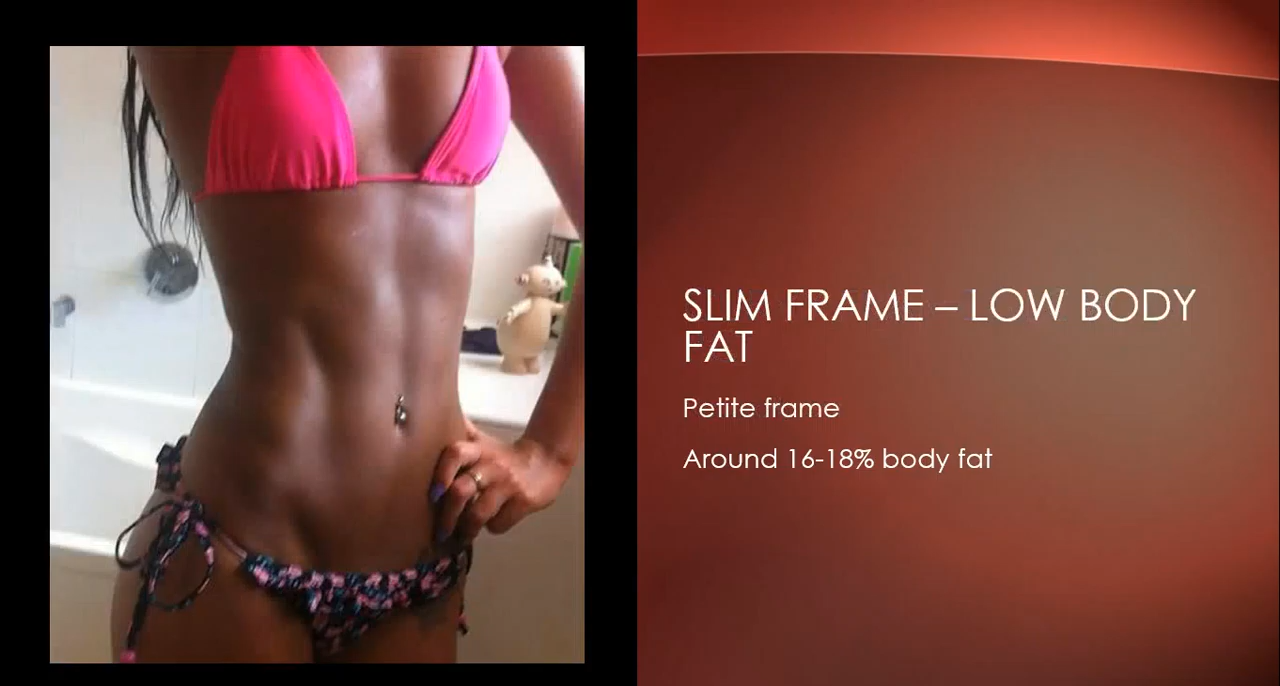 SLIM FRAME – LOW BODY
FAT
Petite frame
Around 16-18% body fat